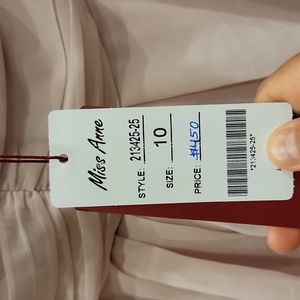 Miss Anne
STYLE: 213425-25
SIZE: 10
PRICE: $450
*213425-25*